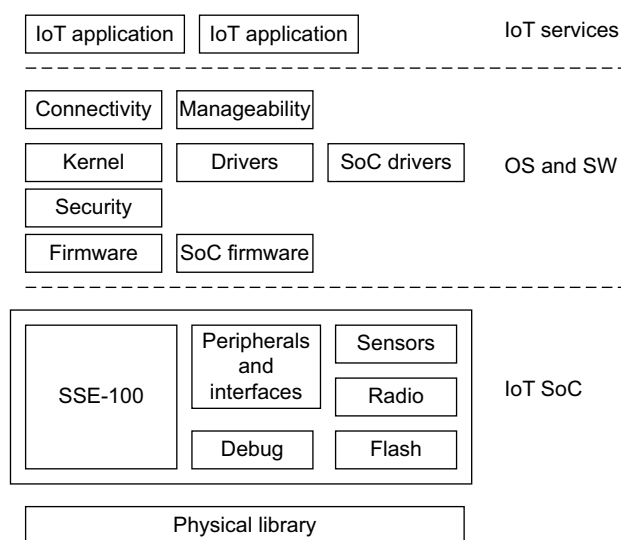 IoT application
IoT application
IoT services
Connectivity
Manageability
Kernel
Drivers
SoC drivers
OS and SW
Security
Firmware
SoC firmware
SSE-100
Peripherals
and
interfaces
Sensors
Radio
IoT SoC
Debug
Flash
Physical library